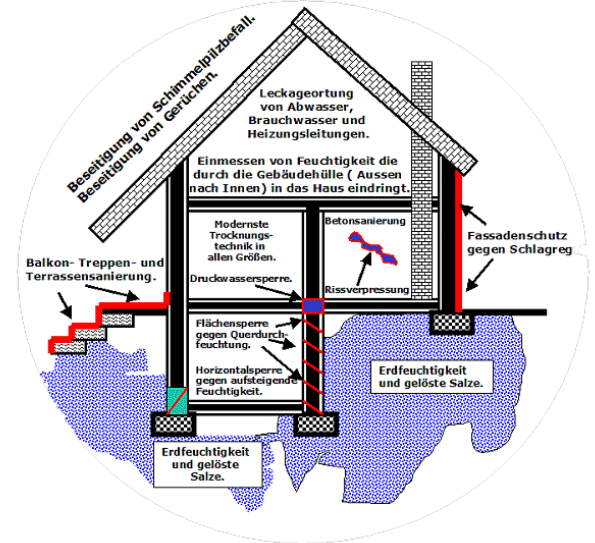 Beseitigung von Schimmelpilzbefall.
Beseitigung von Gerüchen.
Leckageortung
von Abwasser,
Brauchwasser und
Heizungsleitungen.
Einmessen von Feuchtigkeit die
durch die Gebäudehülle ( Aussen
nach Innen) in das Haus eindringt.
Modernste
Trocknungs-
technik in
allen Größen.
Betonsanierung
Rissverpressung
Fassadenschutz
gegen Schlagreg
Balkon- Treppen- und
Terrassensanierung.
Druckwassersperre.
Flächensperre
gegen Querdurch-
feuchtung.
Horizontalsperre
gegen aufsteigende
Feuchtigkeit.
Erdfeuchtigkeit
und gelöste Salze.
Erdfeuchtigkeit
und gelöste
Salze.